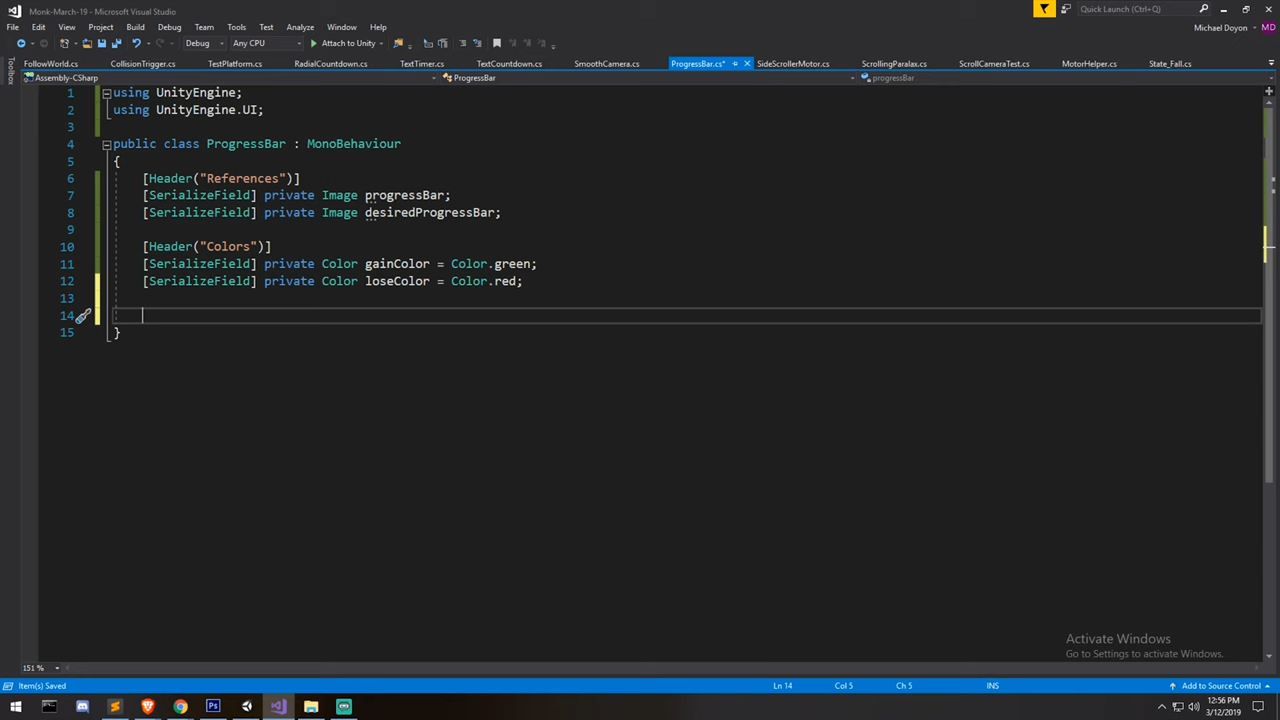 Monk-March-19 - Microsoft Visual Studio
Quick Launch (Ctrl+Q)
File Edit View Project Build Debug Team Tools Test Analyze Window Help
Michael Doyon MD
Debug Any CPU Attach to Unity
Toolbox
FollowWorld.cs CollisionTrigger.cs TestPlatform.cs RadialCountdown.cs TextTimer.cs TextCountdown.cs SmoothCamera.cs ProgressBar.cs* SideScrollerMotor.cs ScrollingParalax.cs ScrollCameraTest.cs MotorHelper.cs State_Fall.cs
Assembly-CSharp ProgressBar progressBar
1 using UnityEngine;
2 using UnityEngine.UI;
3
4 public class ProgressBar : MonoBehaviour
5 {
6 [Header("References")]
7 [SerializeField] private Image progressBar;
8 [SerializeField] private Image desiredProgressBar;
9
10 [Header("Colors")]
11 [SerializeField] private Color gainColor = Color.green;
12 [SerializeField] private Color loseColor = Color.red;
13
14
15 }
Activate Windows
Go to Settings to activate Windows.
151 %
Item(s) Saved Ln 14 Col 5 Ch 5 INS Add to Source Control
12:56 PM
3/12/2019